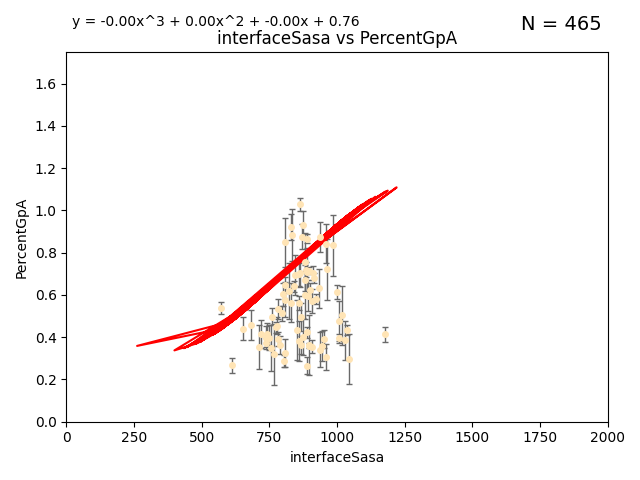 y = -0.00x^3 + 0.00x^2 + -0.00x + 0.76
N = 465
interfaceSasa vs PercentGpA
PercentGpA
1.6
1.4
1.2
1.0
0.8
0.6
0.4
0.2
0.0
0 250 500 750 1000 1250 1500 1750 2000
interfaceSasa